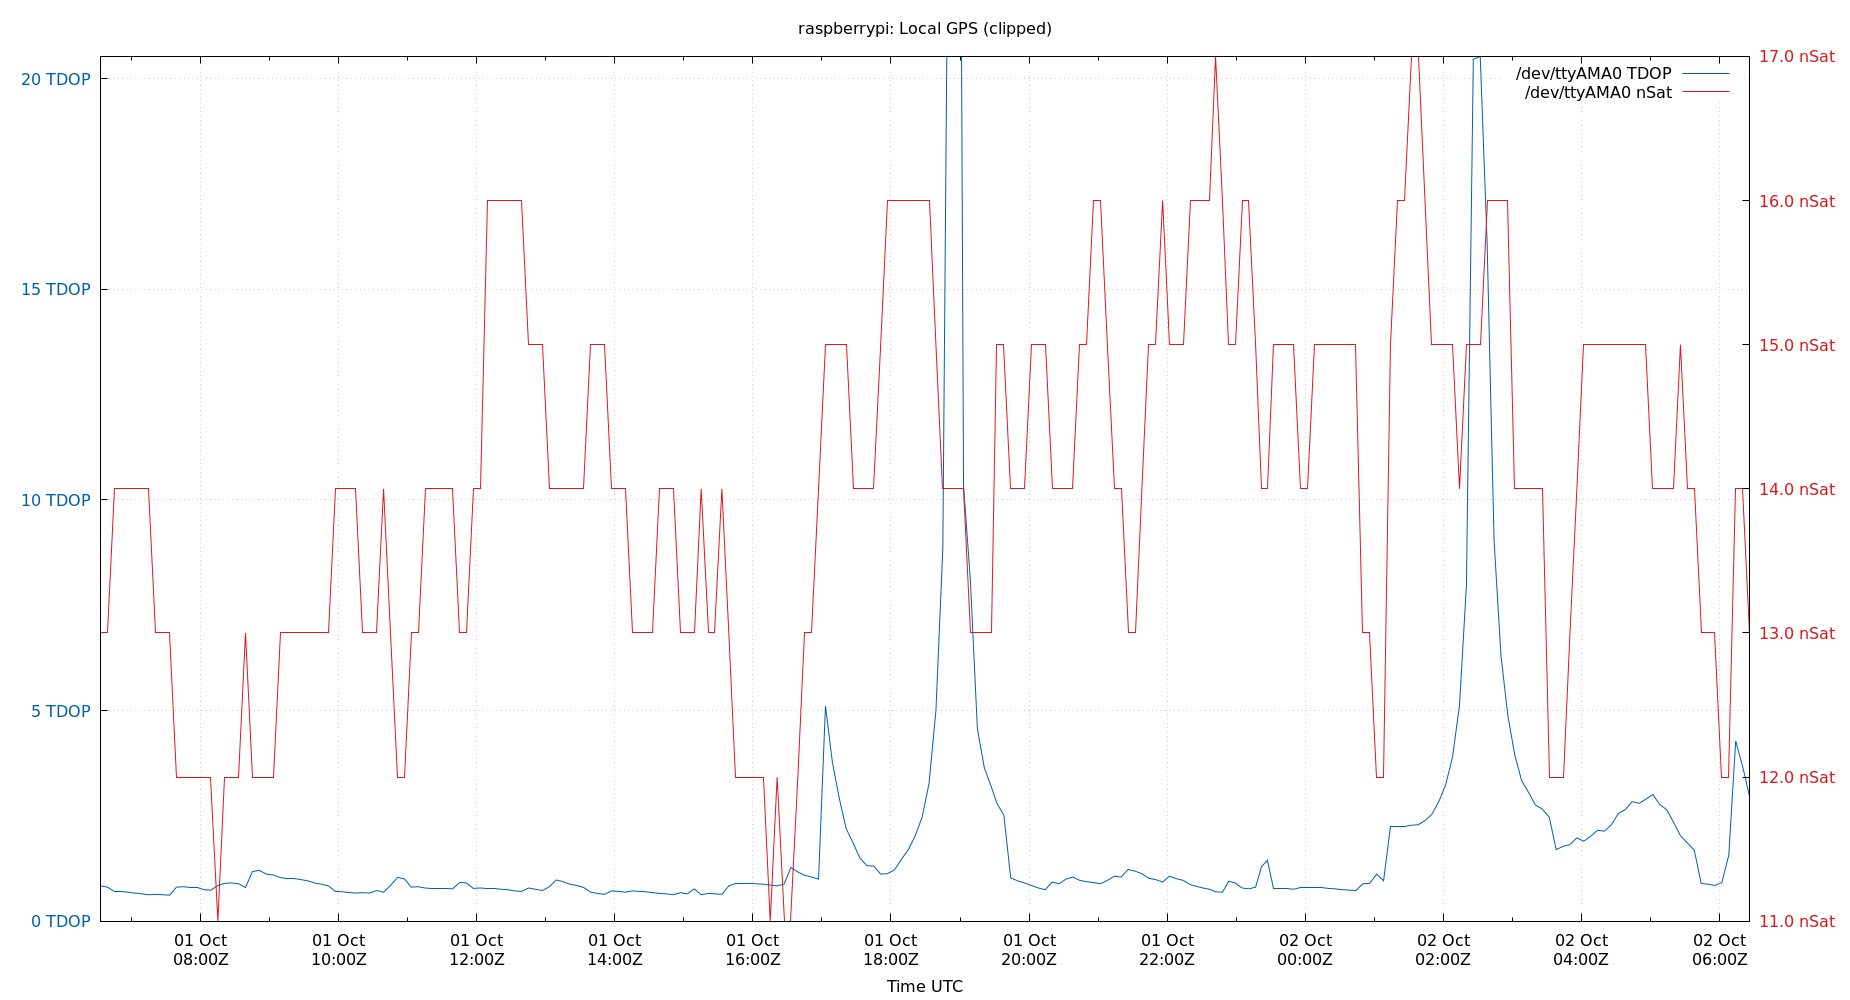 raspberrypi: Local GPS (clipped)
20 TDOP
15 TDOP
10 TDOP
5 TDOP
0 TDOP
17.0 nSat
16.0 nSat
15.0 nSat
14.0 nSat
13.0 nSat
12.0 nSat
11.0 nSat
/dev/ttyAMA0 TDOP
/dev/ttyAMA0 nSat
01 Oct
08:00Z
01 Oct
10:00Z
01 Oct
12:00Z
01 Oct
14:00Z
01 Oct
16:00Z
01 Oct
18:00Z
01 Oct
20:00Z
01 Oct
22:00Z
02 Oct
00:00Z
02 Oct
02:00Z
02 Oct
04:00Z
02 Oct
06:00Z
Time UTC